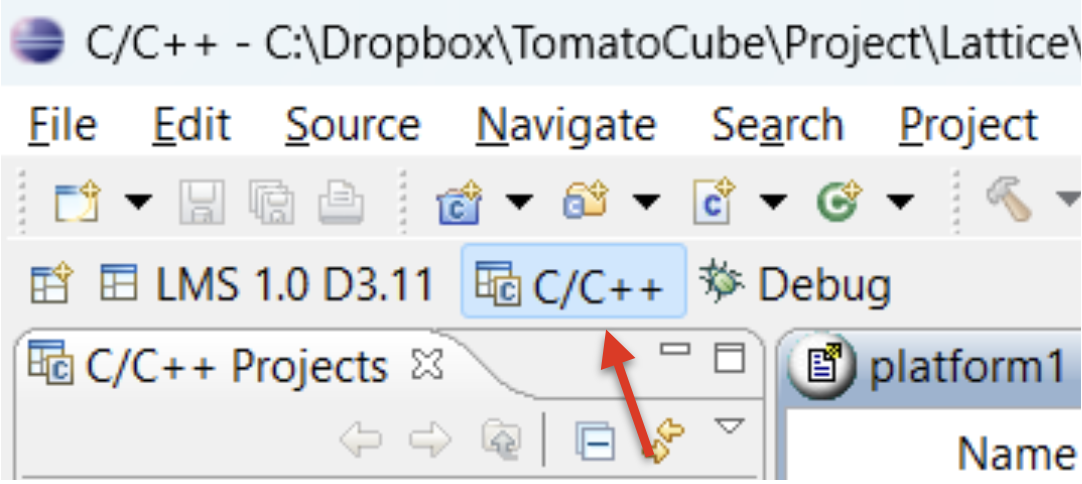 C/C++ - C:\Dropbox\TomatoCube\Project\Lattice\
File Edit Source Navigate Search Project
LMS 1.0 D3.11 C/C++ Debug
C/C++ Projects platform1
Name